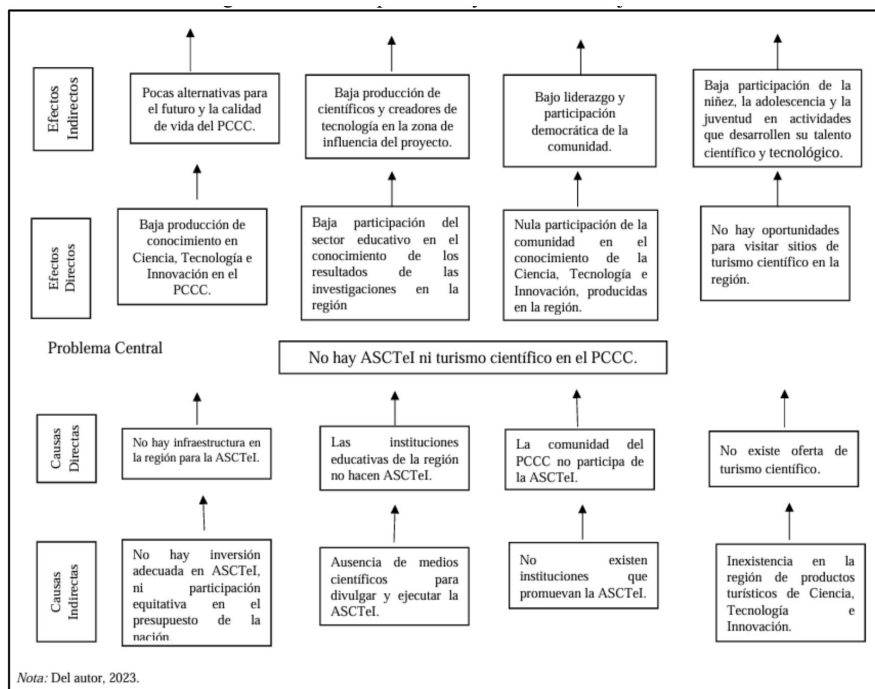 Efectos
Indirectos
Pocas alternativas para
el futuro y la calidad
de vida del PCCC.
Baja producción de
científicos y creadores de
tecnología en la zona de
influencia del proyecto.
Bajo liderazgo y
participación
democrática de la
comunidad.
Baja participación de la
niñez, la adolescencia y la
juventud en actividades
que desarrollen su talento
científico y tecnológico.
Efectos
Directos
Baja producción de
conocimiento en
Ciencia, Tecnología e
Innovación en el
PCCC.
Baja participación del
sector educativo en el
conocimiento de los
resultados de las
investigaciones en la
región
Nula participación de la
comunidad en el
conocimiento de la
Ciencia, Tecnología e
Innovación, producidas
en la región.
No hay oportunidades
para visitar sitios de
turismo científico en la
región.
Problema Central
No hay ASCTeI ni turismo científico en el PCCC.
Causas
Directas
No hay infraestructura en
la región para la ASCTeI.
Las instituciones
educativas de la región
no hacen ASCTeI.
La comunidad del
PCCC no participa de
la ASCTeI.
No existe oferta de
turismo científico.
Causas
Indirectas
No hay inversión
adecuada en ASCTeI,
ni participación
equitativa en el
presupuesto de la
nación.
Ausencia de medios
científicos para
divulgar y ejecutar la
ASCTeI.
No existen
instituciones que
promuevan la ASCTeI.
Inexistencia en la
región de productos
turísticos de Ciencia,
Tecnología e
Innovación.
Nota: Del autor, 2023.